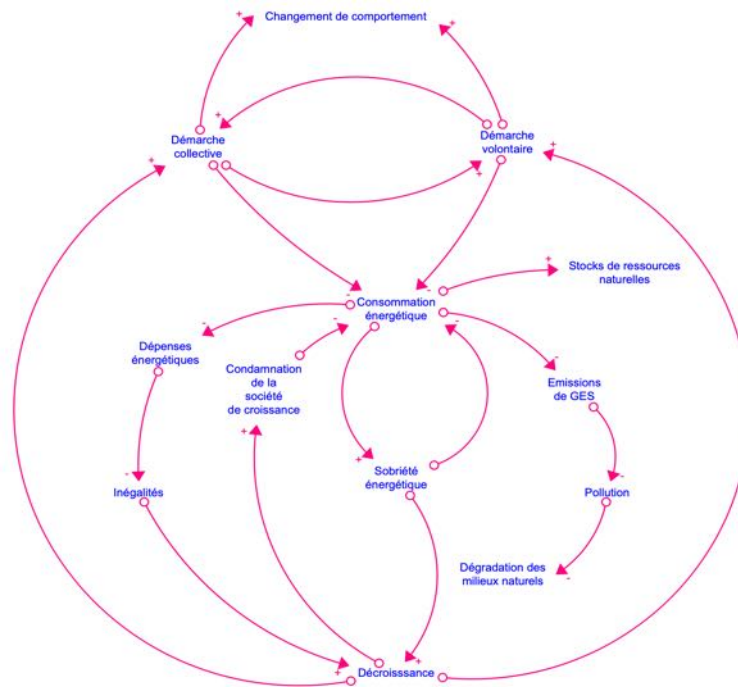 Changement de comportement
Démarche
collective
Démarche
volontaire
Stocks de ressources
naturelles
Consommation
énergétique
Dépenses
énergétiques
Condamnation
de la
société
de croissance
Emissions
de GES
Sobriété
énergétique
Inégalités
Pollution
Dégradation des
milieux naturels
Décroisssance